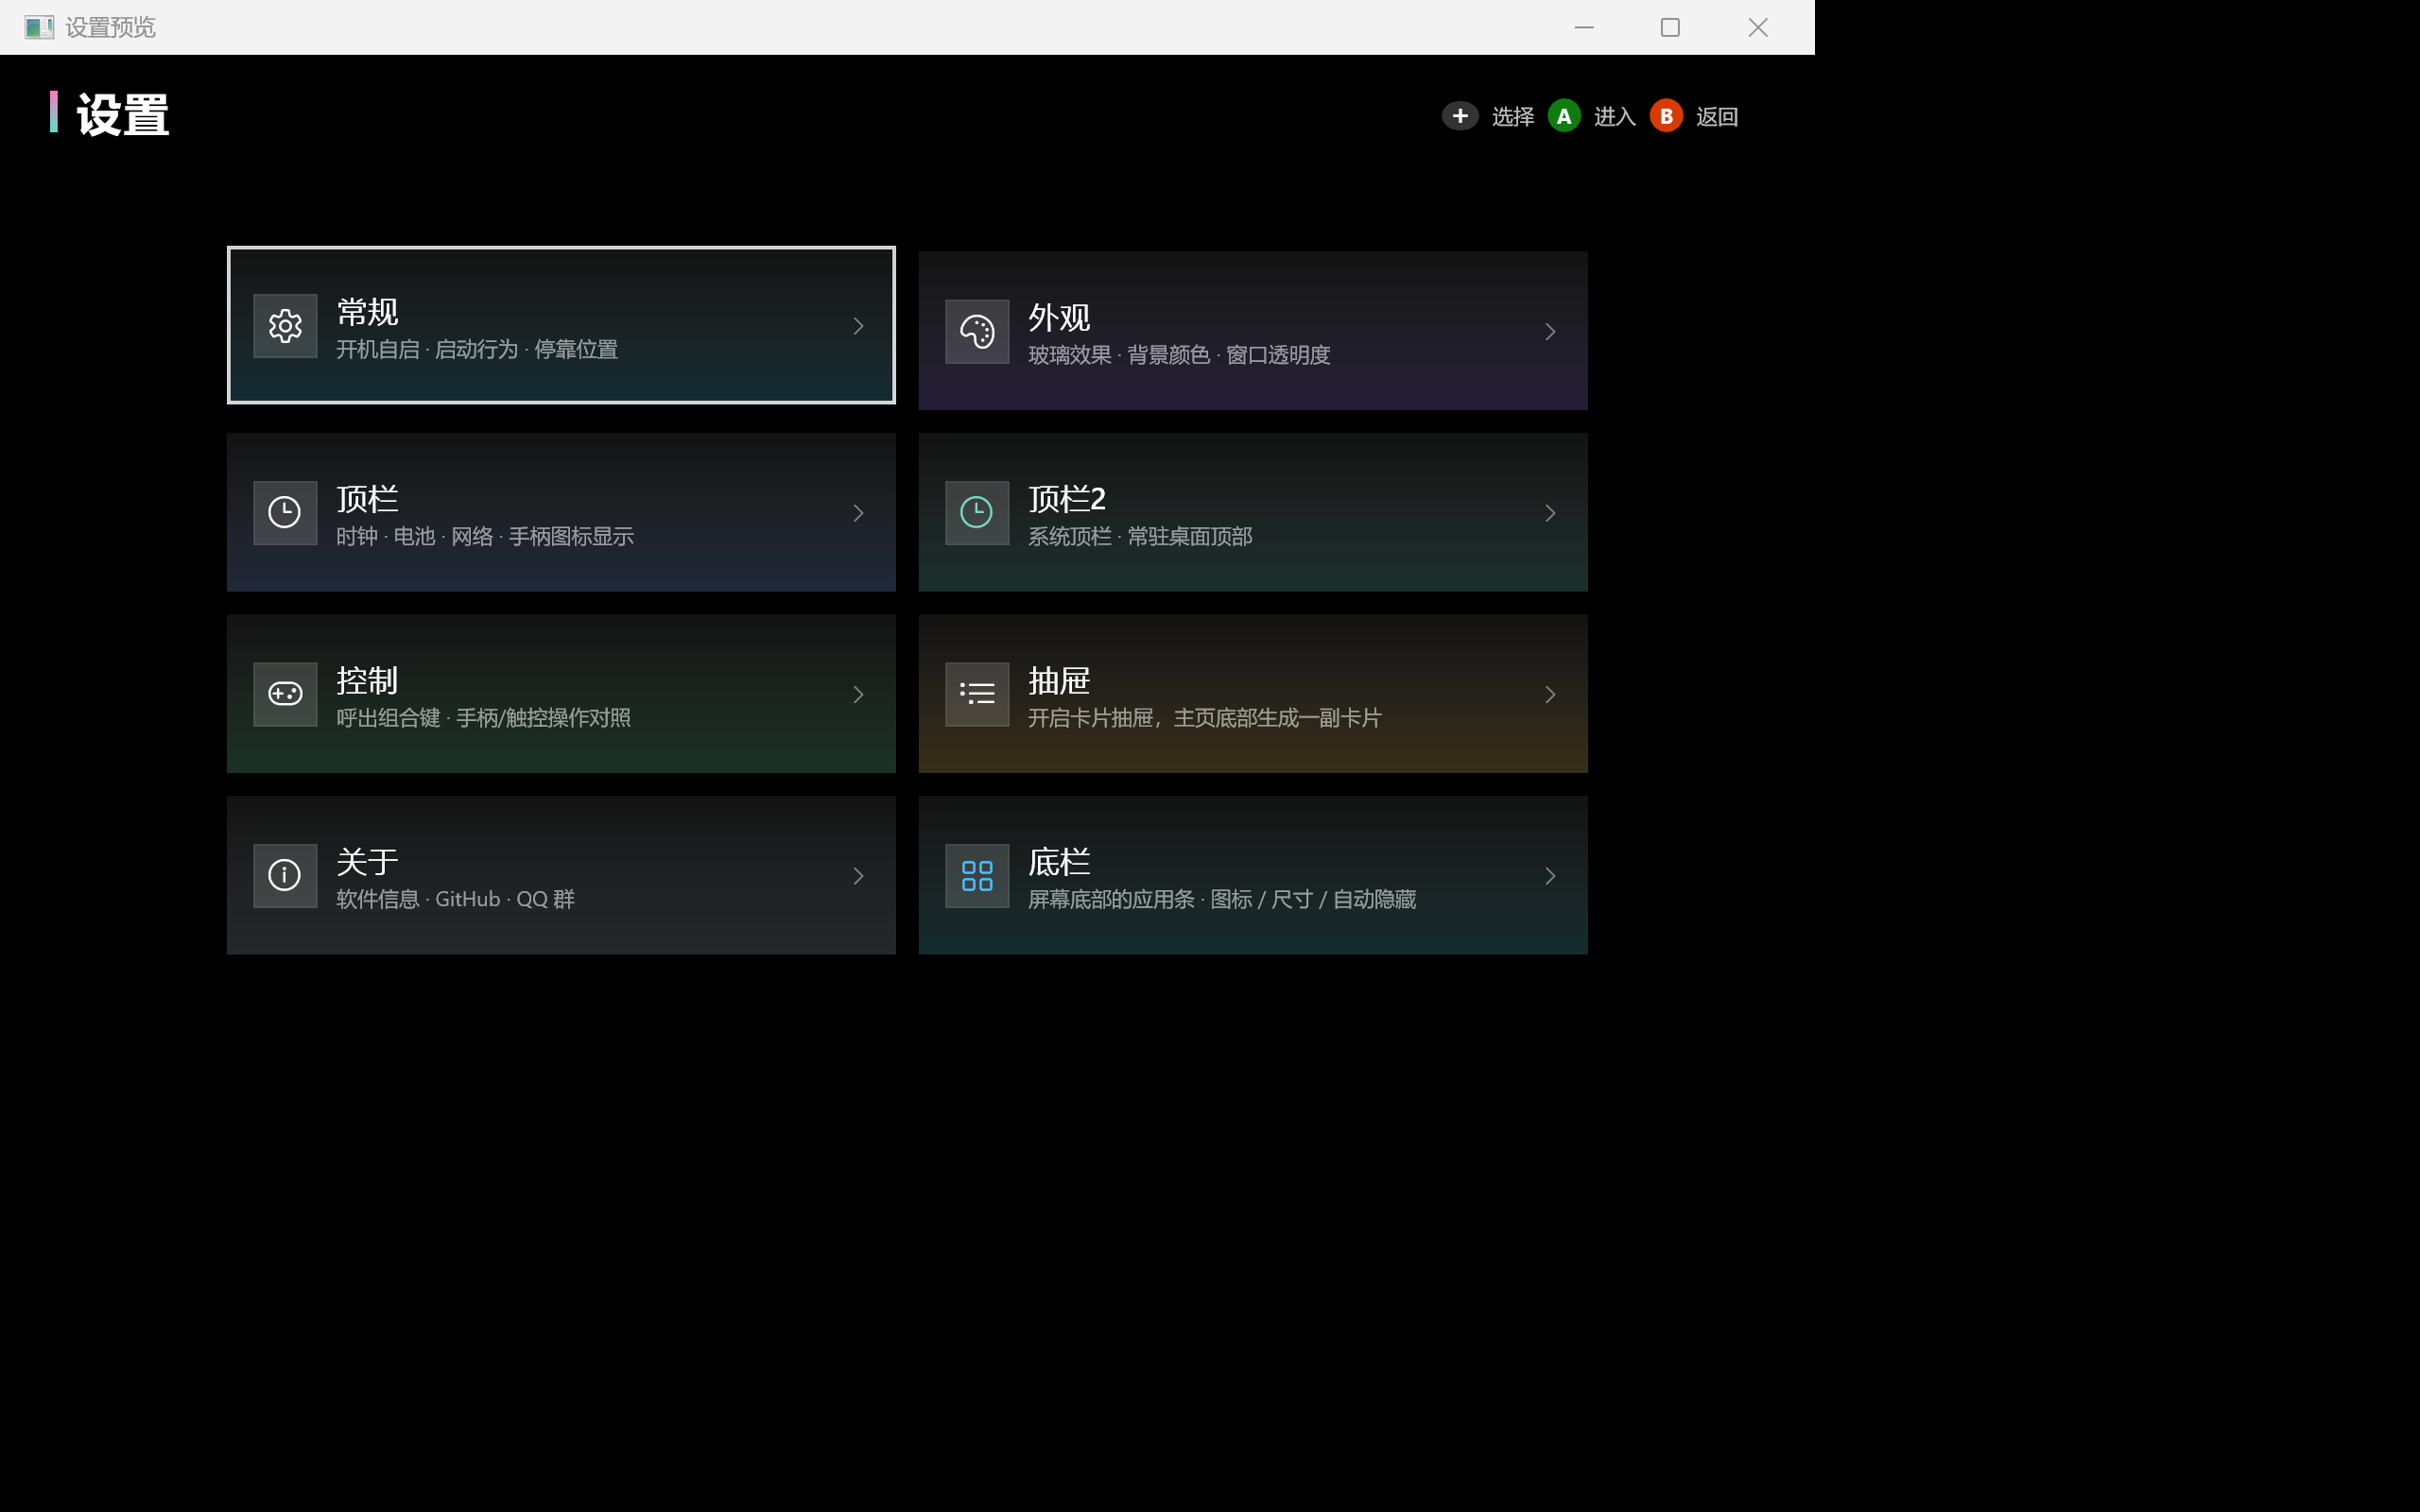 设置预览
设置
选择 A 进入 B 返回
常规
开机自启 · 启动行为 · 停靠位置
外观
玻璃效果 · 背景颜色 · 窗口透明度
顶栏
时钟 · 电池 · 网络 · 手柄图标显示
顶栏2
系统顶栏 · 常驻桌面顶部
控制
呼出组合键 · 手柄/触控操作对照
抽屉
开启卡片抽屉，主页底部生成一副卡片
关于
软件信息 · GitHub · QQ 群
底栏
屏幕底部的应用条 · 图标 / 尺寸 / 自动隐藏